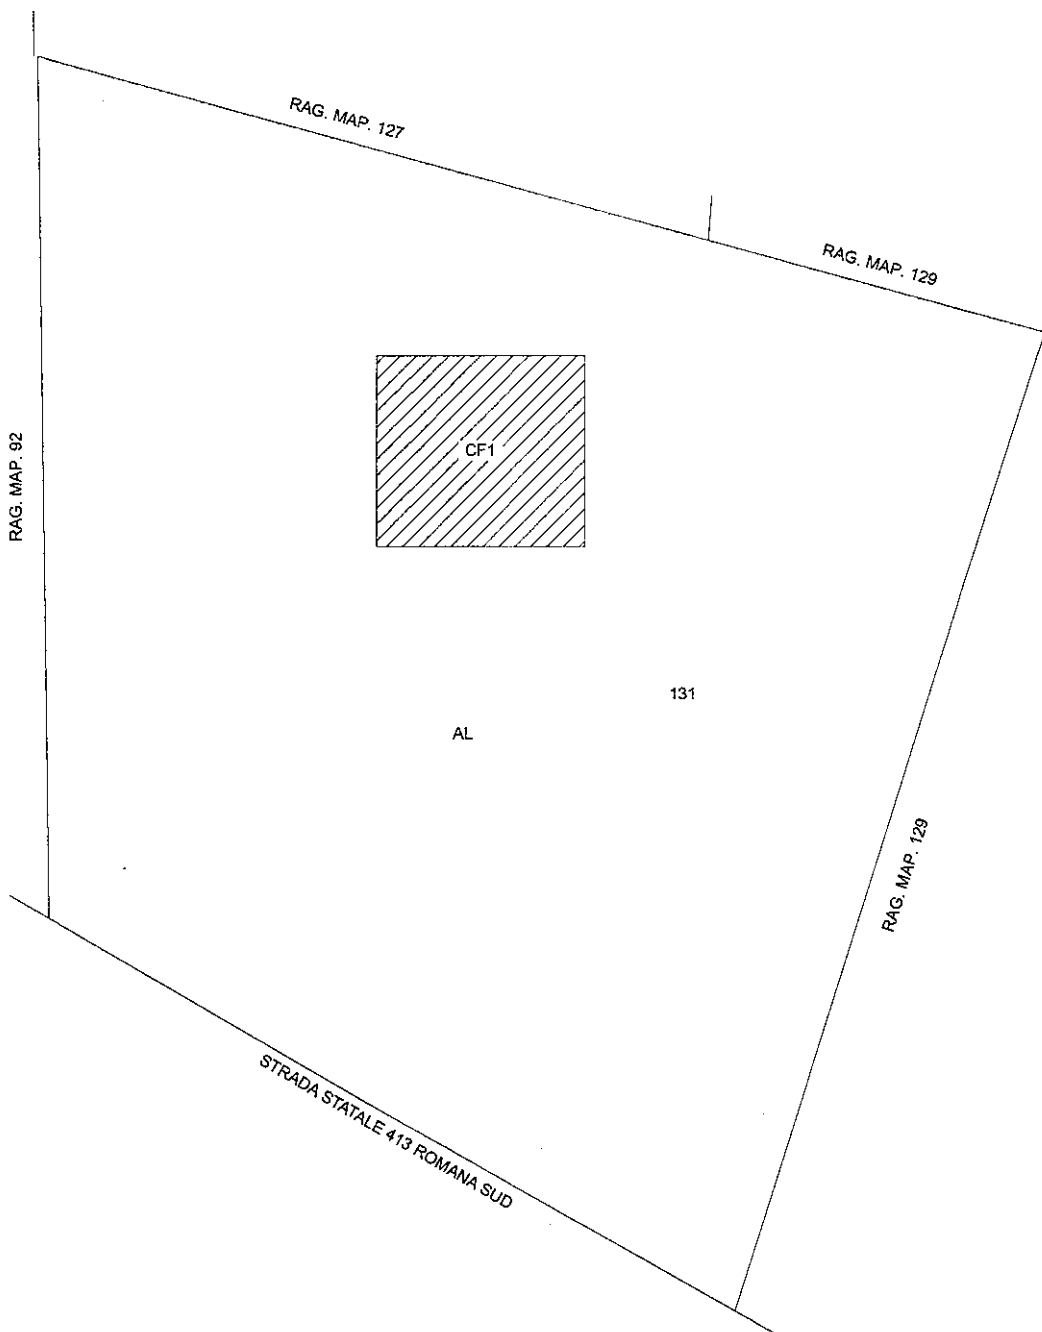 RAG. MAP. 127
RAG. MAP. 129
RAG. MAP. 92
CF1
131
AL
RAG. MAP. 129
STRADA STATALE 413 ROMANA SUD